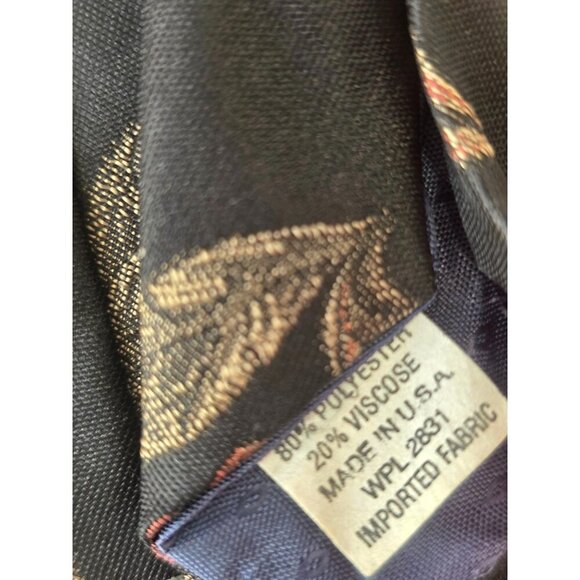 80% POLYESTER
20% VISCOSE
MADE IN U.S.A.
WPL 2831
IMPORTED FABRIC